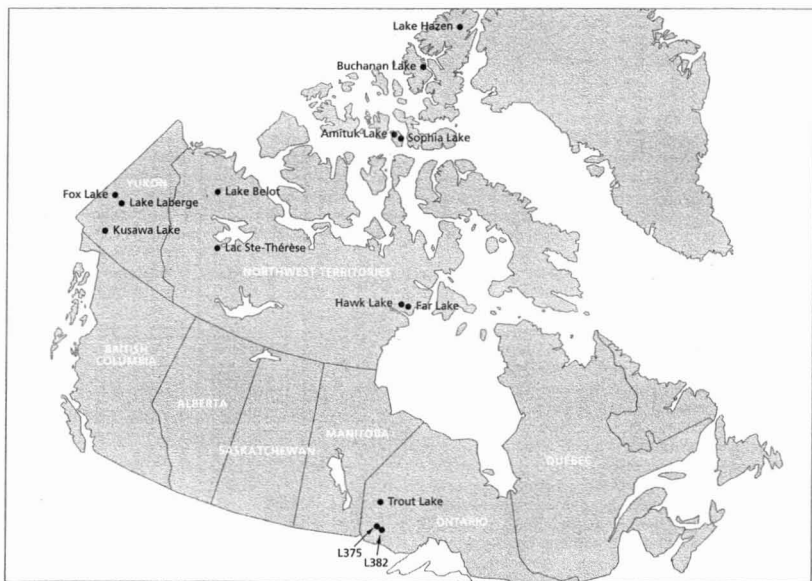 Lake Hazen
Buchanan Lake
Amituk Lake
Sophia Lake
YUKON
Fox Lake
Lake Laberge
Lake Belot
Kusawa Lake
Lac Ste-Thérèse
NORTHWEST TERRITORIES
Hawk Lake
Far Lake
BRITISH
COLUMBIA
ALBERTA
SASKATCHEWAN
MANITOBA
QUÉBEC
Trout Lake
ONTARIO
L375
L382